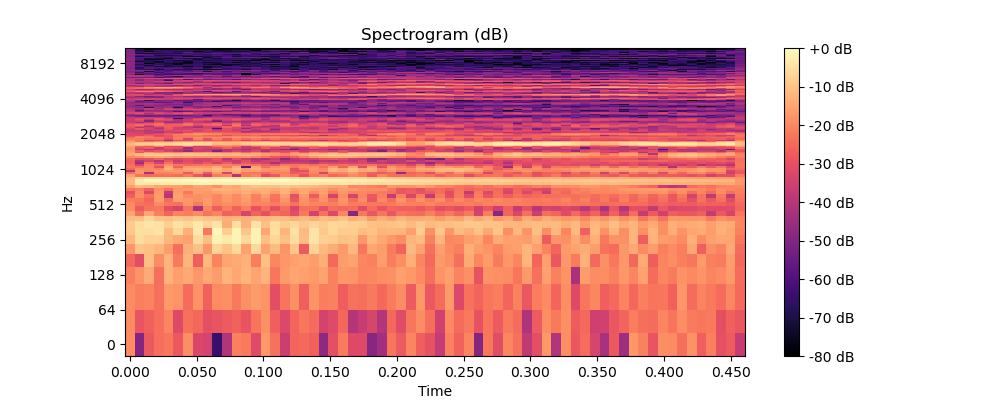 Spectrogram (dB)
8192
4096
2048
1024
512
256
128
64
0
Hz
0.000 0.050 0.100 0.150 0.200 0.250 0.300 0.350 0.400 0.450
Time
+0 dB
-10 dB
-20 dB
-30 dB
-40 dB
-50 dB
-60 dB
-70 dB
-80 dB